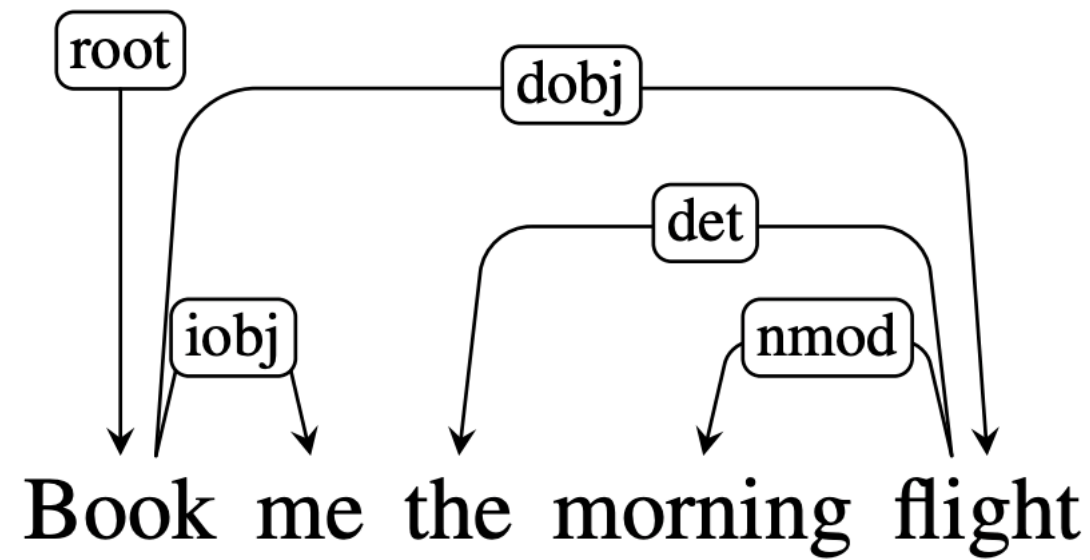 root
dobj
det
iobj
nmod
Book me the morning flight